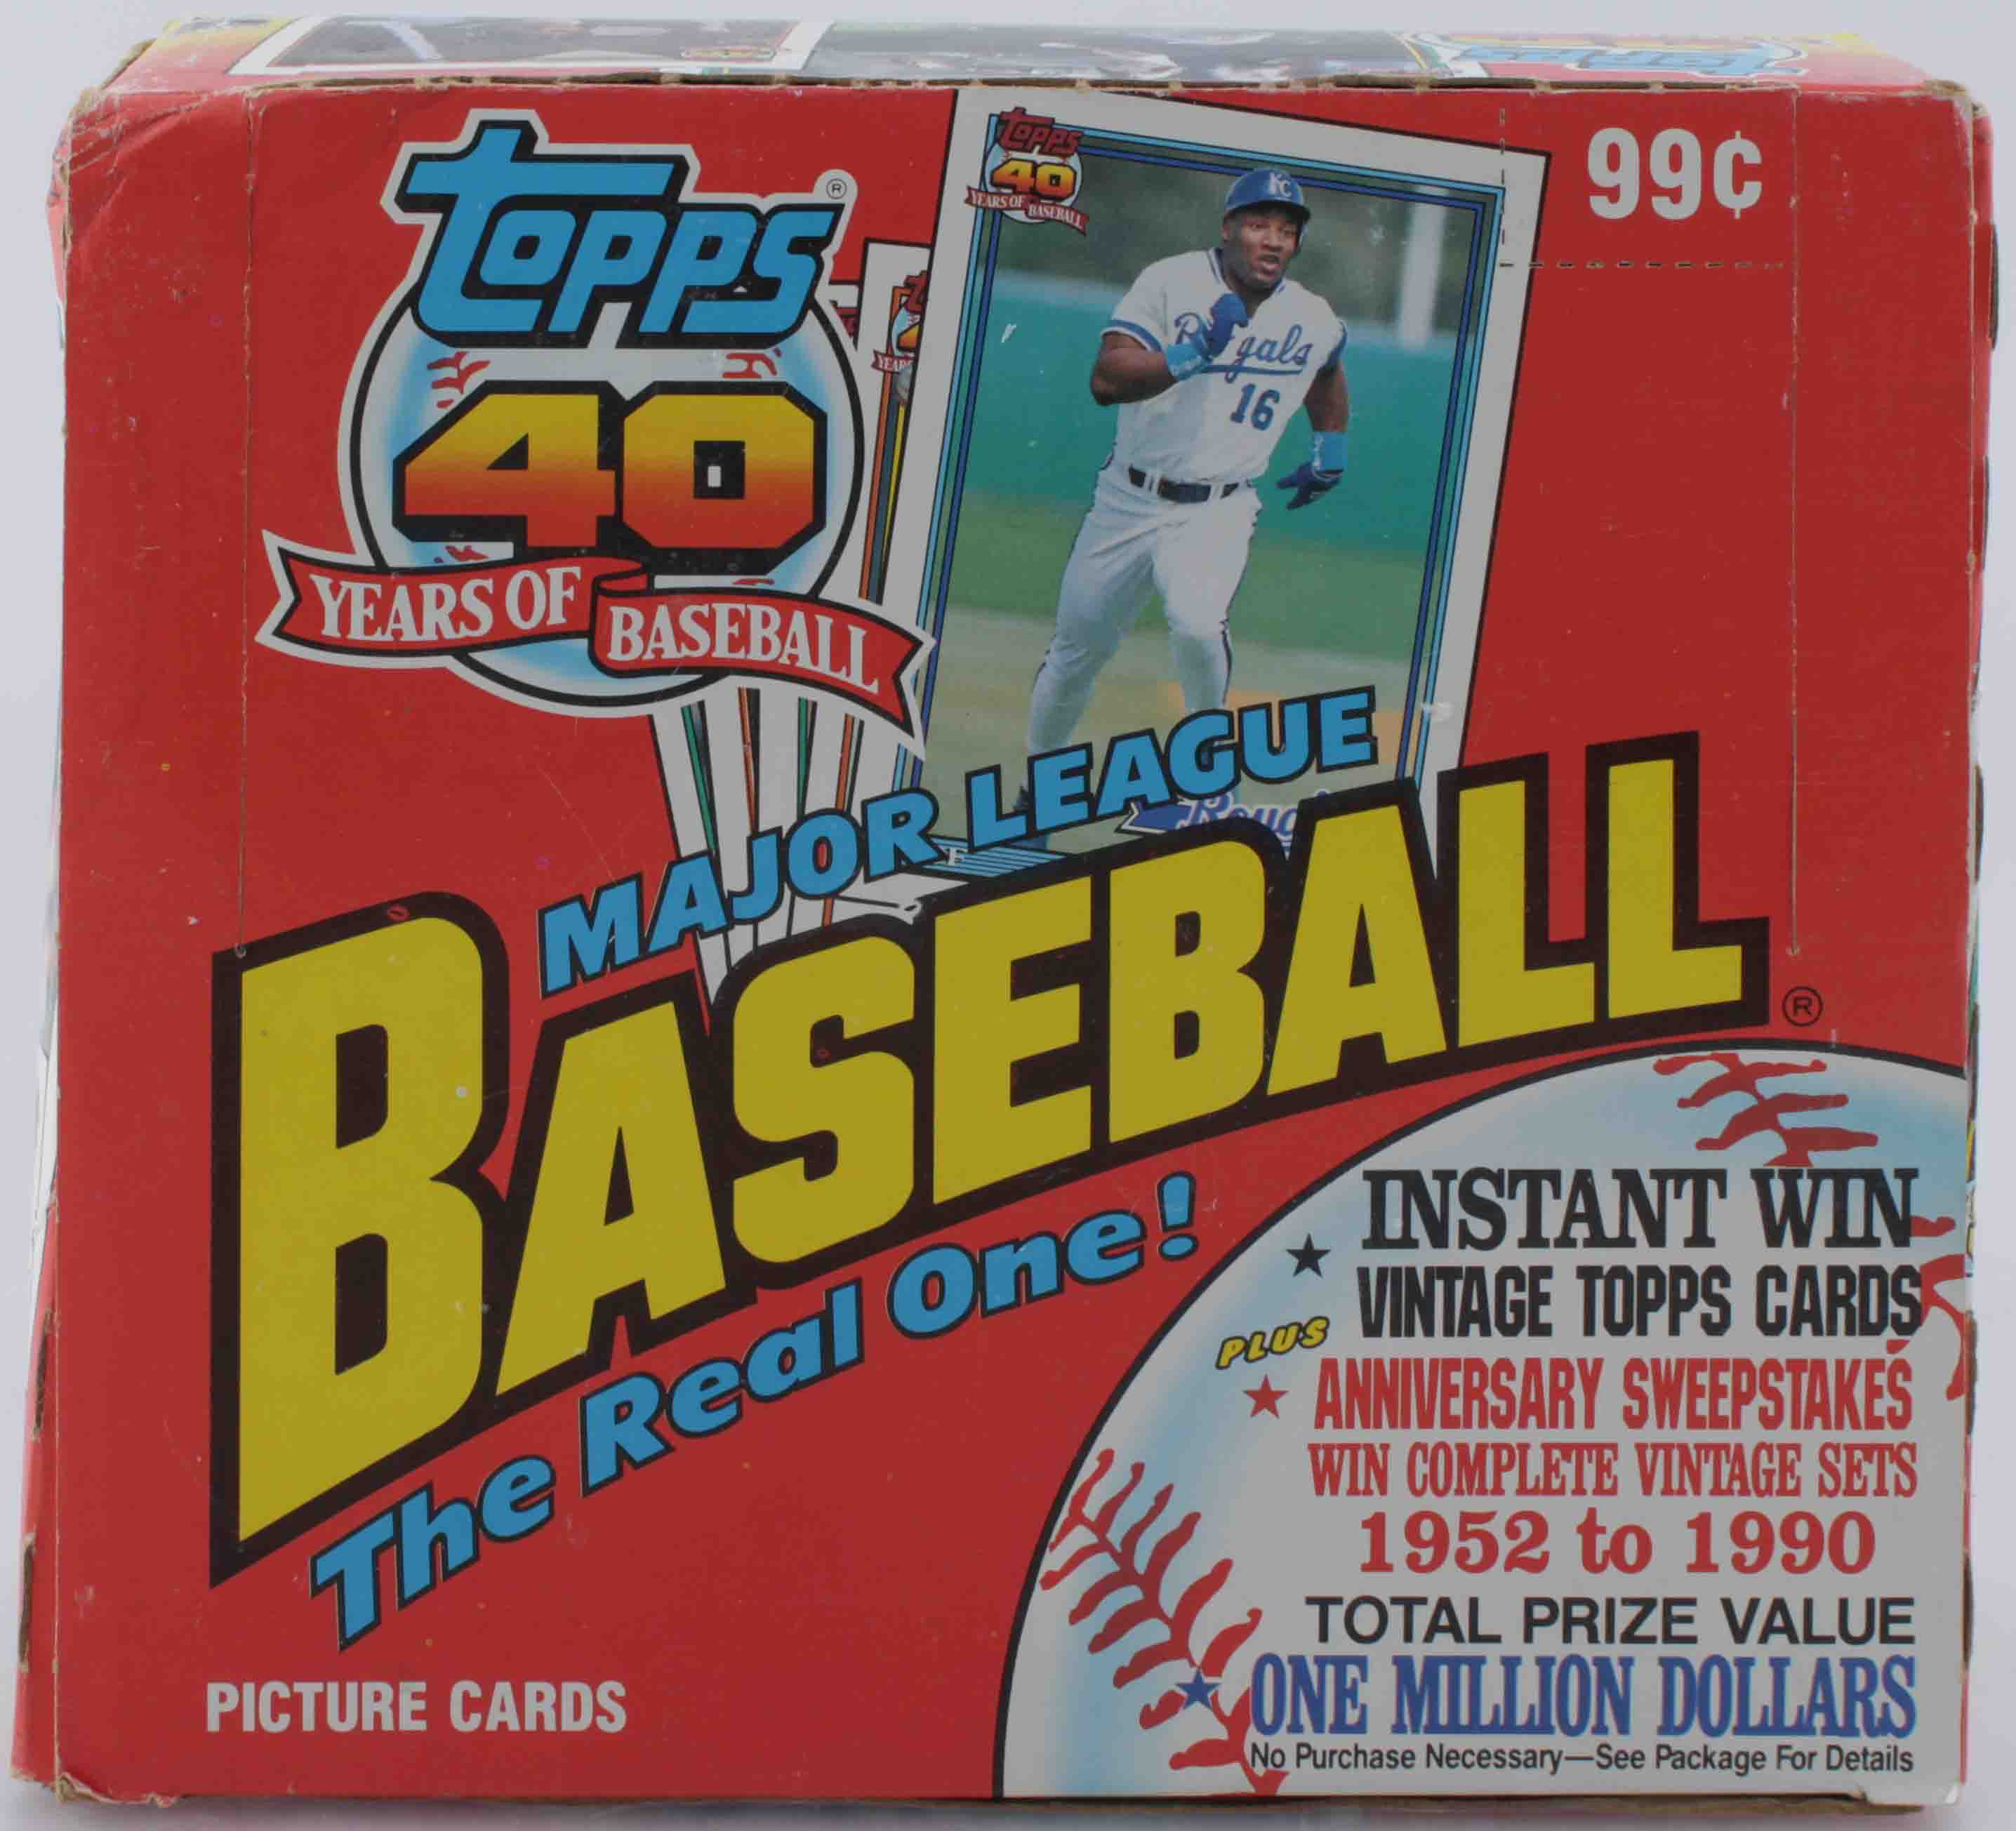 TOPPS®
40
YEARS OF BASEBALL
TOPPS
40
YEARS OF BASEBALL
KC
Royals
16
99¢
MAJOR LEAGUE
BASEBALL®
The Real One!
PICTURE CARDS
★ INSTANT WIN
VINTAGE TOPPS CARDS
PLUS
★ ANNIVERSARY SWEEPSTAKES
WIN COMPLETE VINTAGE SETS
1952 to 1990
TOTAL PRIZE VALUE
★ ONE MILLION DOLLARS
No Purchase Necessary—See Package For Details